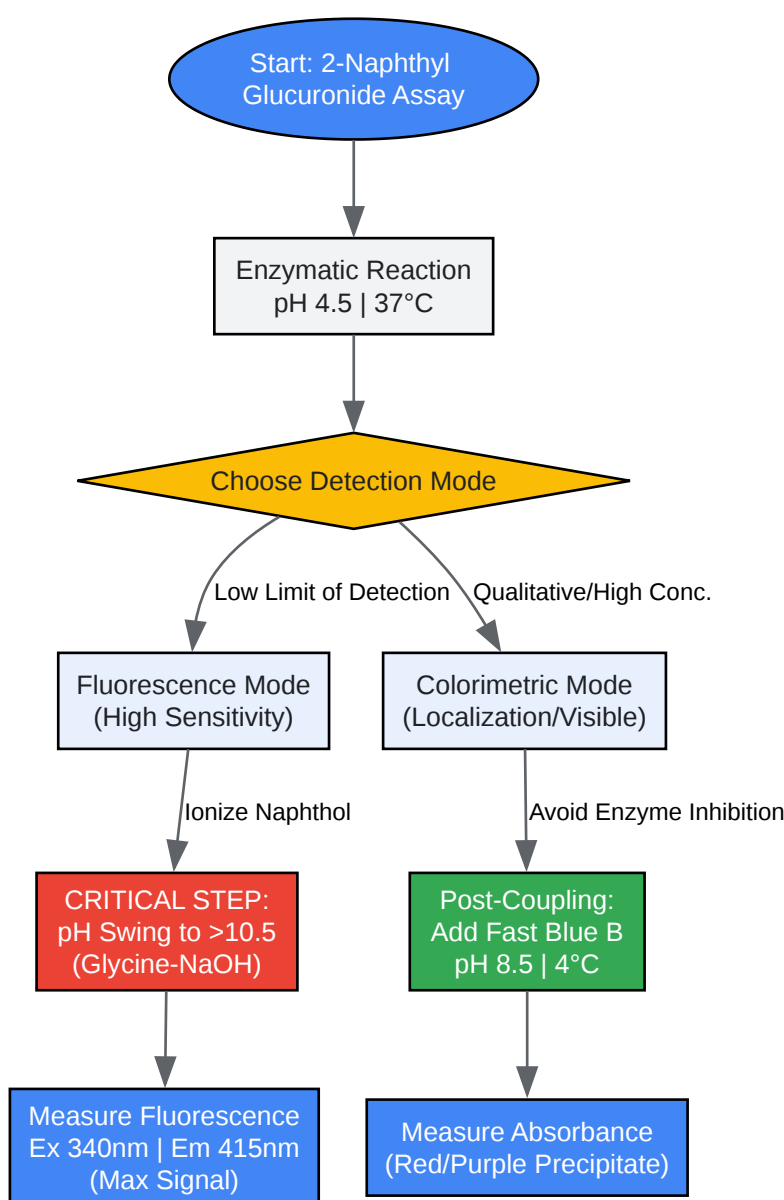 Start: 2-Naphthyl
Glucuronide Assay
Enzymatic Reaction
pH 4.5 | 37°C
Choose Detection Mode
Low Limit of Detection
Qualitative/High Conc.
Fluorescence Mode
(High Sensitivity)
Colorimetric Mode
(Localization/Visible)
Ionize Naphthol
Avoid Enzyme Inhibition
CRITICAL STEP:
pH Swing to >10.5
(Glycine-NaOH)
Post-Coupling:
Add Fast Blue B
pH 8.5 | 4°C
Measure Fluorescence
Ex 340nm | Em 415nm
(Max Signal)
Measure Absorbance
(Red/Purple Precipitate)